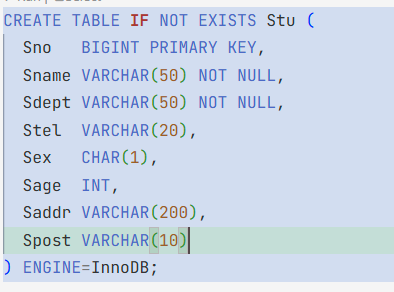 CREATE TABLE IF NOT EXISTS Stu (
Sno BIGINT PRIMARY KEY,
Sname VARCHAR(50) NOT NULL,
Sdept VARCHAR(50) NOT NULL,
Stel VARCHAR(20),
Sex CHAR(1),
Sage INT,
Saddr VARCHAR(200),
Spost VARCHAR(10)
) ENGINE=InnoDB;